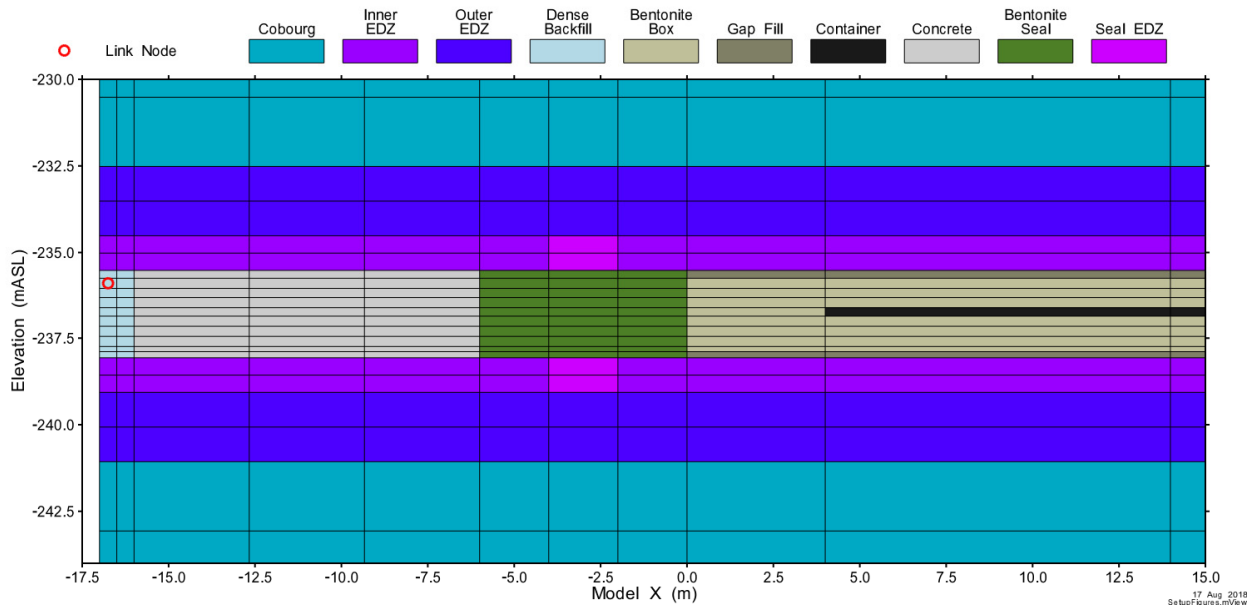 Link Node
Cobourg
Inner
EDZ
Outer
EDZ
Dense
Backfill
Bentonite
Box
Gap Fill
Container
Concrete
Bentonite
Seal
Seal EDZ
Elevation (mASL)
-230.0
-232.5
-235.0
-237.5
-240.0
-242.5
-17.5
-15.0
-12.5
-10.0
-7.5
-5.0
-2.5
0.0
2.5
5.0
7.5
10.0
12.5
15.0
Model X (m)
17 Aug 2018
SetupFigures.mView